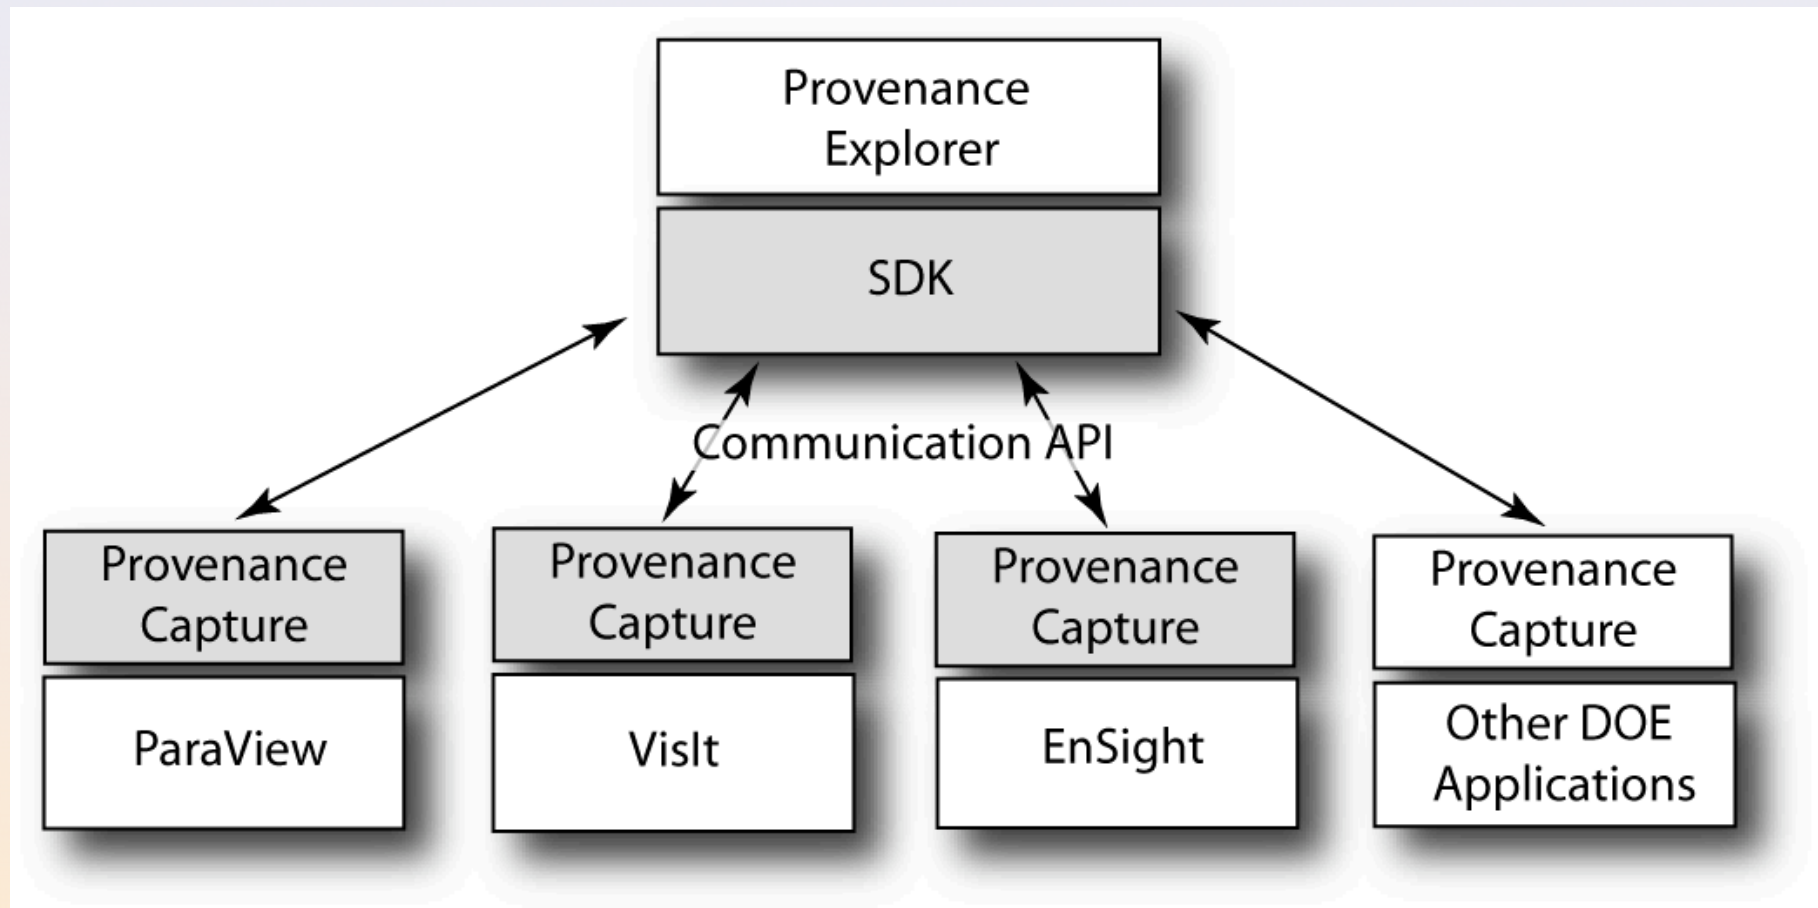 Provenance
Explorer
SDK
Communication API
Provenance
Capture
ParaView
Provenance
Capture
VisIt
Provenance
Capture
EnSight
Provenance
Capture
Other DOE
Applications